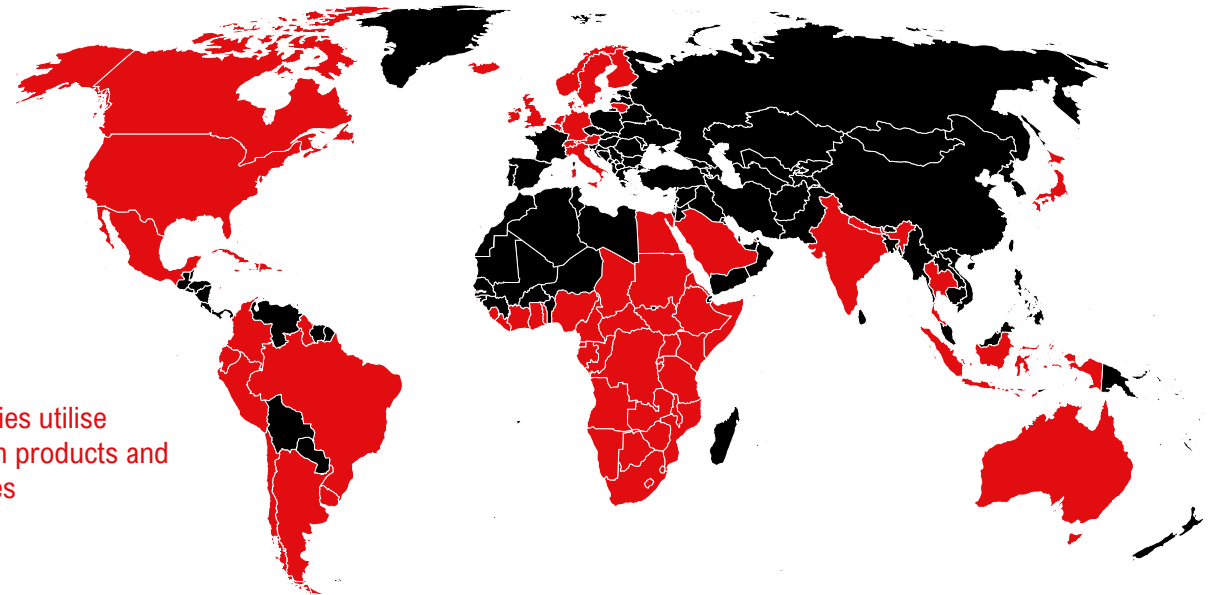 ies utilise
n products and
es